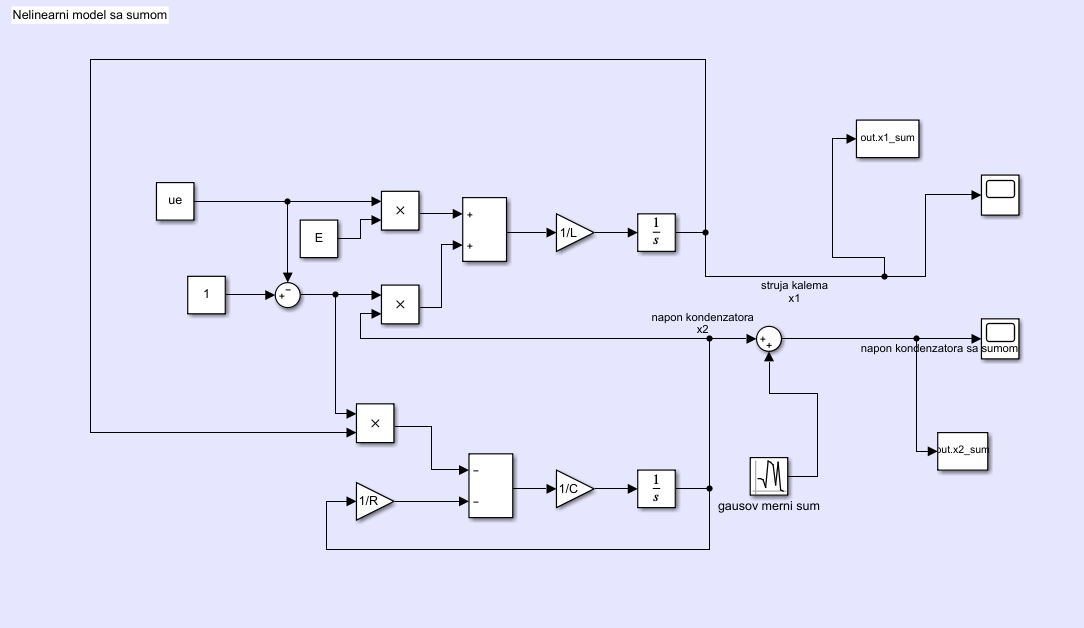 Nelinearni model sa sumom
out.x1_sum
ue
×
+
+
E
1/L
1
s
struja kalema
x1
1
−
+
×
napon kondenzatora
x2
+
+
napon kondenzatora sa sumom
×
out.x2_sum
−
−
1/R
1/C
1
s
gausov merni sum